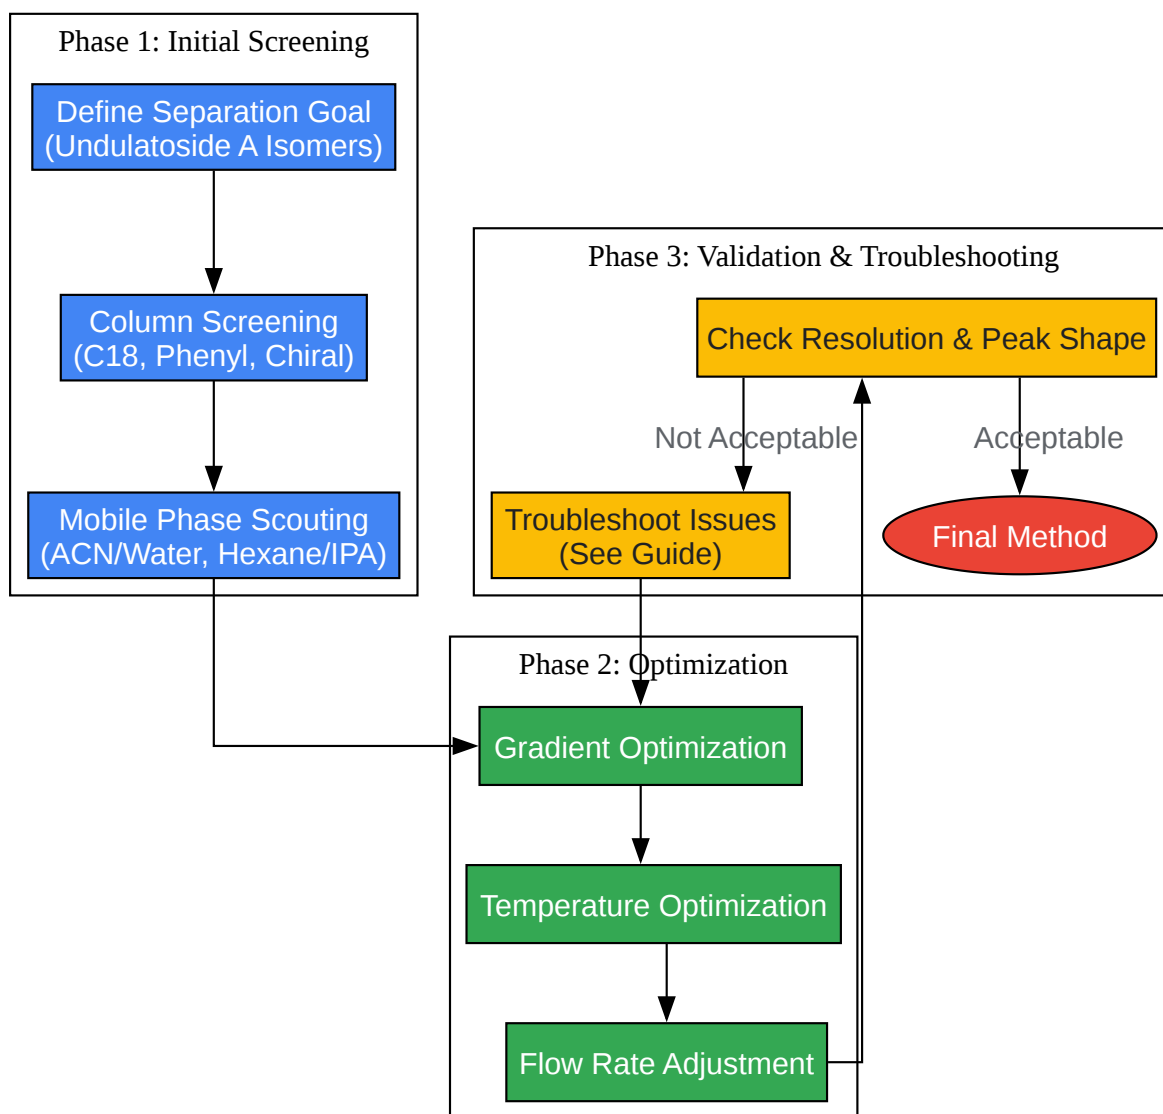 Phase 1: Initial Screening
Define Separation Goal
(Undulatoside A Isomers)
Column Screening
(C18, Phenyl, Chiral)
Mobile Phase Scouting
(ACN/Water, Hexane/IPA)
Phase 3: Validation & Troubleshooting
Check Resolution & Peak Shape
Not Acceptable
Acceptable
Troubleshoot Issues
(See Guide)
Final Method
Phase 2: Optimization
Gradient Optimization
Temperature Optimization
Flow Rate Adjustment